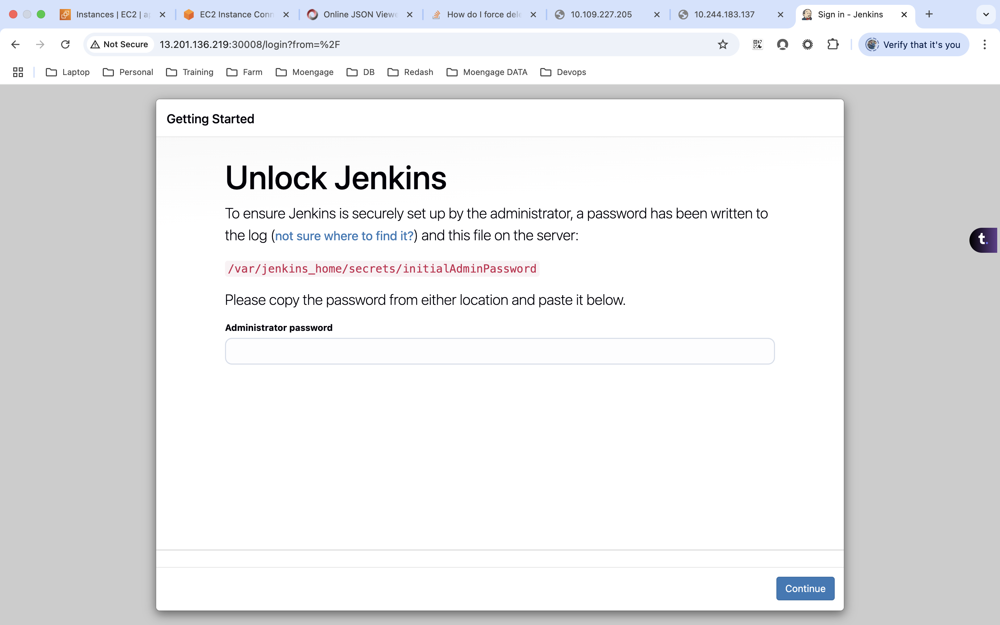 Instances | EC2 | ap
EC2 Instance Conn
Online JSON Viewe
How do I force dele
10.109.227.205
10.244.183.137
Sign in - Jenkins
Not Secure
13.201.136.219:30008/login?from=%2F
Verify that it's you
Laptop
Personal
Training
Farm
Moengage
DB
Redash
Moengage DATA
Devops
Getting Started
Unlock Jenkins
To ensure Jenkins is securely set up by the administrator, a password has been written to
the log (not sure where to find it?) and this file on the server:
/var/jenkins_home/secrets/initialAdminPassword
Please copy the password from either location and paste it below.
Administrator password
t.
Continue